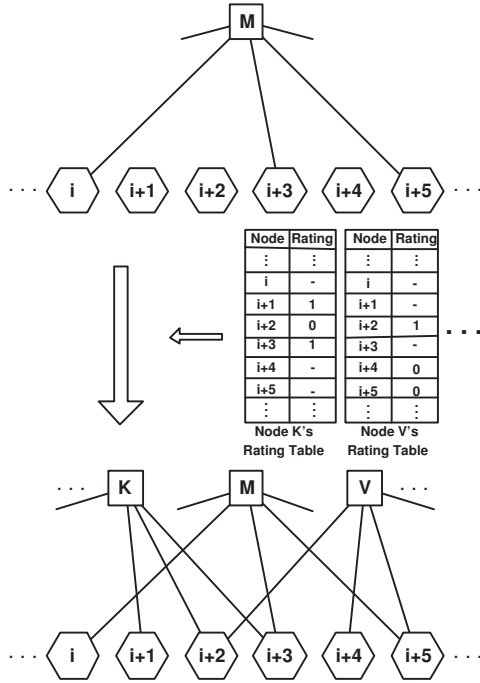 M
. . . i i+1 i+2 i+3 i+4 i+5 . . .
Node Rating Node Rating
⋮ ⋮ ⋮ ⋮
i - i -
i+1 1 i+1 -
i+2 0 i+2 1
i+3 1 i+3 -
i+4 - i+4 0
i+5 - i+5 0
⋮ ⋮ ⋮ ⋮
. . .
Node K's Node V's
Rating Table Rating Table
. . . K M V . . .
. . . i i+1 i+2 i+3 i+4 i+5 . . .